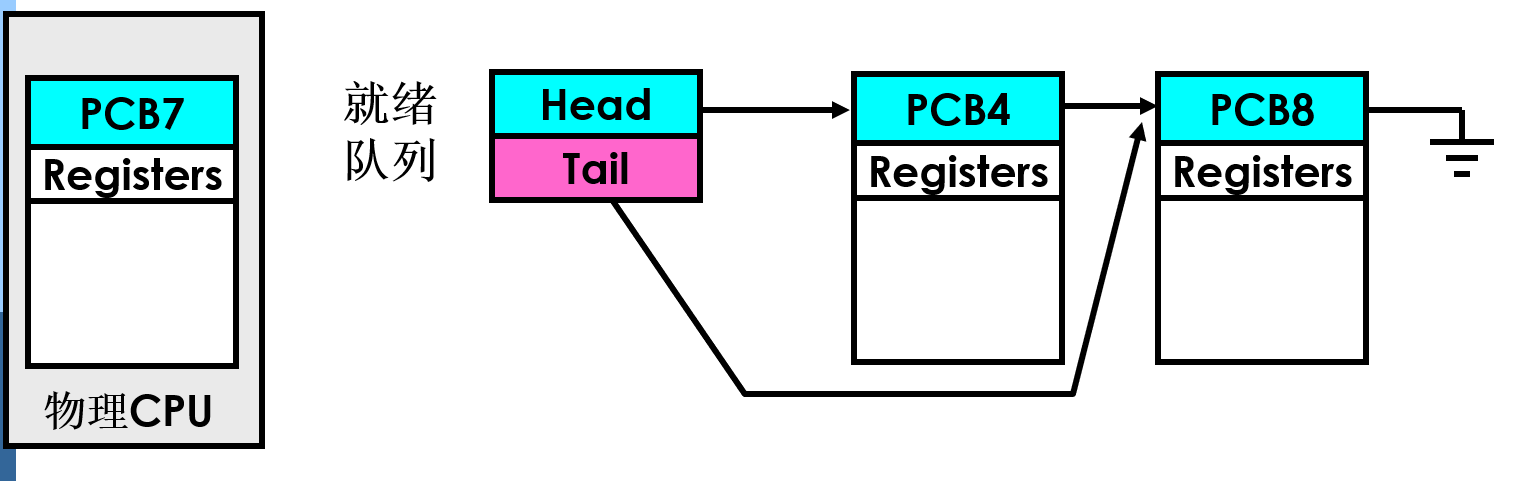 PCB7
Registers
物理CPU
就绪
队列
Head
Tail
PCB4
Registers
PCB8
Registers